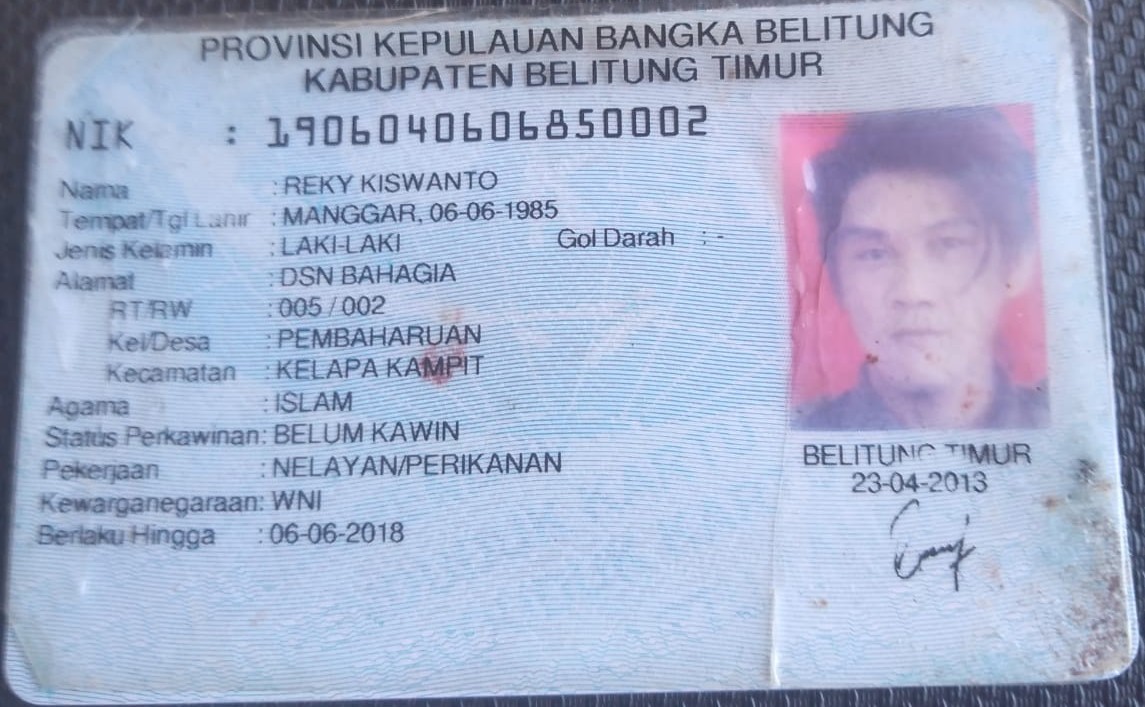 PROVINSI KEPULAUAN BANGKA BELITUNG
KABUPATEN BELITUNG TIMUR
NIK : 1906040606850002
Nama : REKY KISWANTO
Tempat/Tgl Lahir : MANGGAR, 06-06-1985
Jenis Kelamin : LAKI-LAKI Gol Darah : -
Alamat : DSN BAHAGIA
RT/RW : 005 / 002
Kel/Desa : PEMBAHARUAN
Kecamatan : KELAPA KAMPIT
Agama : ISLAM
Status Perkawinan: BELUM KAWIN
Pekerjaan : NELAYAN/PERIKANAN
Kewarganegaraan: WNI
Berlaku Hingga : 06-06-2018
BELITUNG TIMUR
23-04-2013